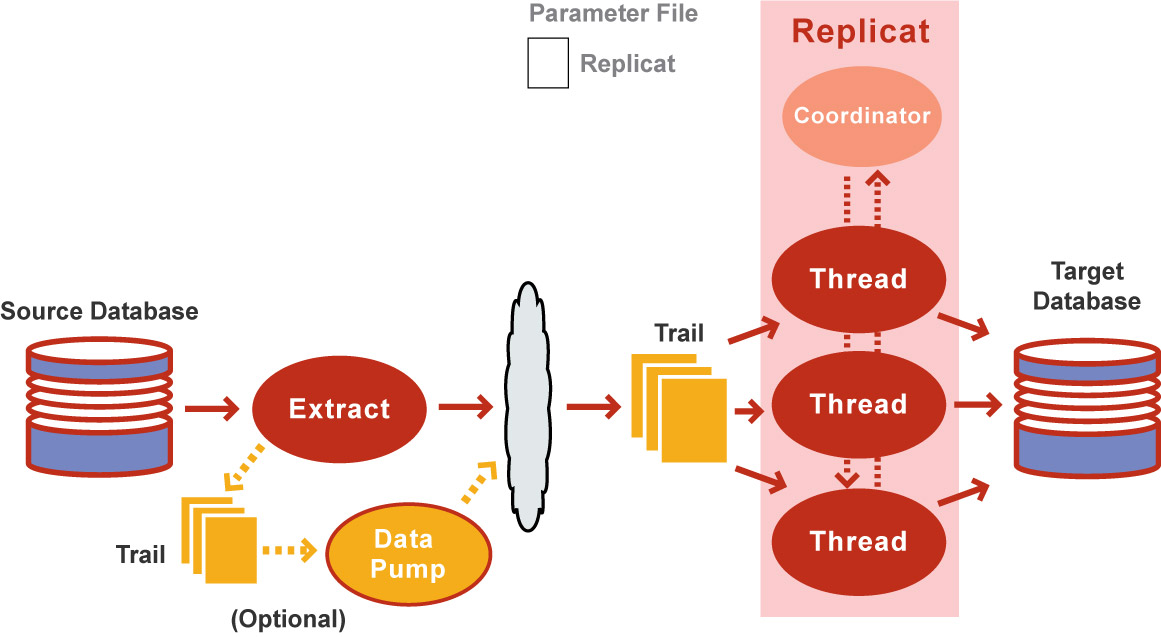 Parameter File
Replicat
Replicat
Coordinator
Thread
Target
Database
Source Database
Trail
Extract
Thread
Thread
Trail
Data
Pump
(Optional)